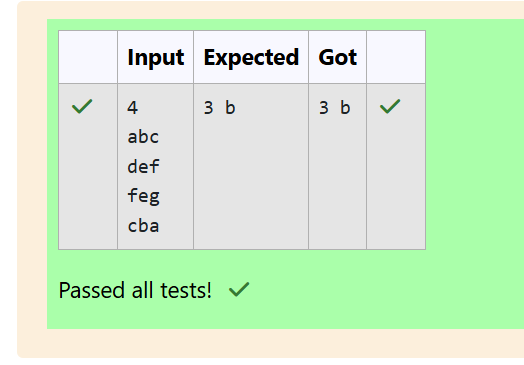 Input Expected Got
4 3 b 3 b
abc
def
feg
cba
Passed all tests!